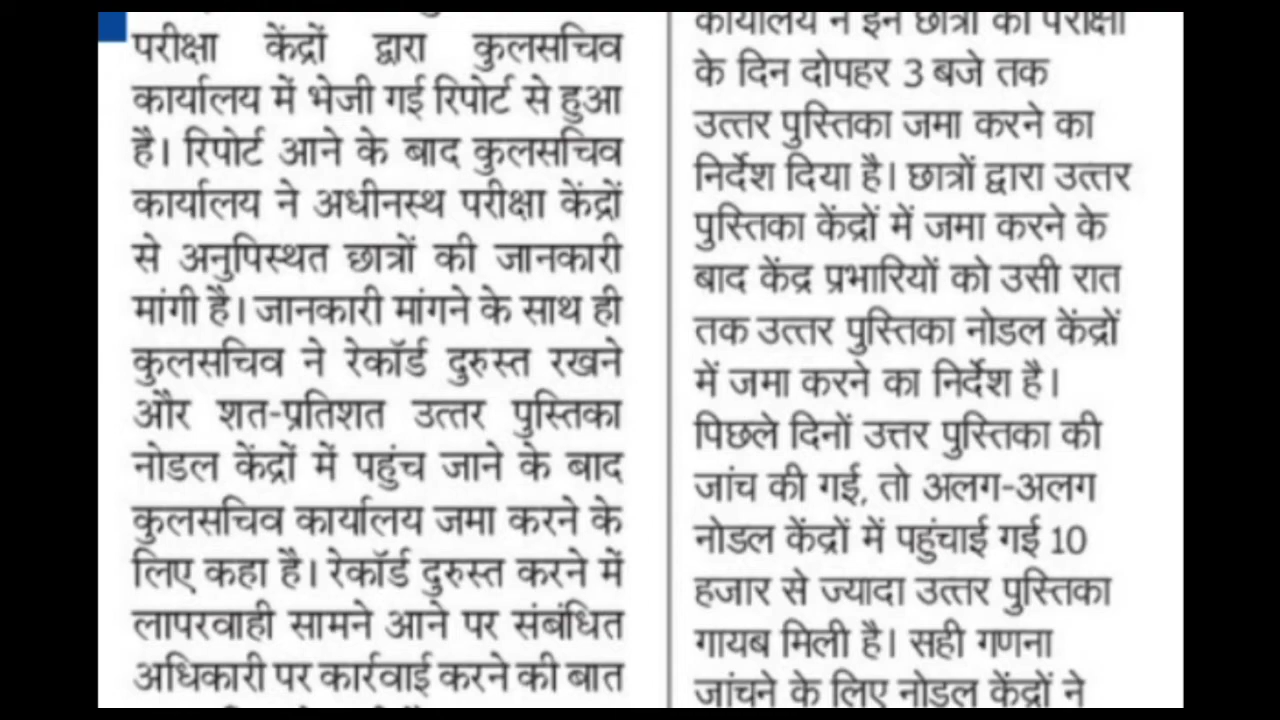 परीक्षा केंद्रों द्वारा कुलसचिव
कार्यालय में भेजी गई रिपोर्ट से हुआ
है। रिपोर्ट आने के बाद कुलसचिव
कार्यालय ने अधीनस्थ परीक्षा केंद्रों
से अनुपिस्थत छात्रों की जानकारी
मांगी है। जानकारी मांगने के साथ ही
कुलसचिव ने रेकॉर्ड दुरुस्त रखने
और शत-प्रतिशत उत्तर पुस्तिका
नोडल केंद्रों में पहुंच जाने के बाद
कुलसचिव कार्यालय जमा करने के
लिए कहा है। रेकॉर्ड दुरुस्त करने में
लापरवाही सामने आने पर संबंधित
अधिकारी पर कार्रवाई करने की बात
कार्यालय ने इन छात्रों को परीक्षा
के दिन दोपहर 3 बजे तक
उत्तर पुस्तिका जमा करने का
निर्देश दिया है। छात्रों द्वारा उत्तर
पुस्तिका केंद्रों में जमा करने के
बाद केंद्र प्रभारियों को उसी रात
तक उत्तर पुस्तिका नोडल केंद्रों
में जमा करने का निर्देश है।
पिछले दिनों उत्तर पुस्तिका की
जांच की गई, तो अलग-अलग
नोडल केंद्रों में पहुंचाई गई 10
हजार से ज्यादा उत्तर पुस्तिका
गायब मिली है। सही गणना
जांचने के लिए नोडल केंद्रों ने